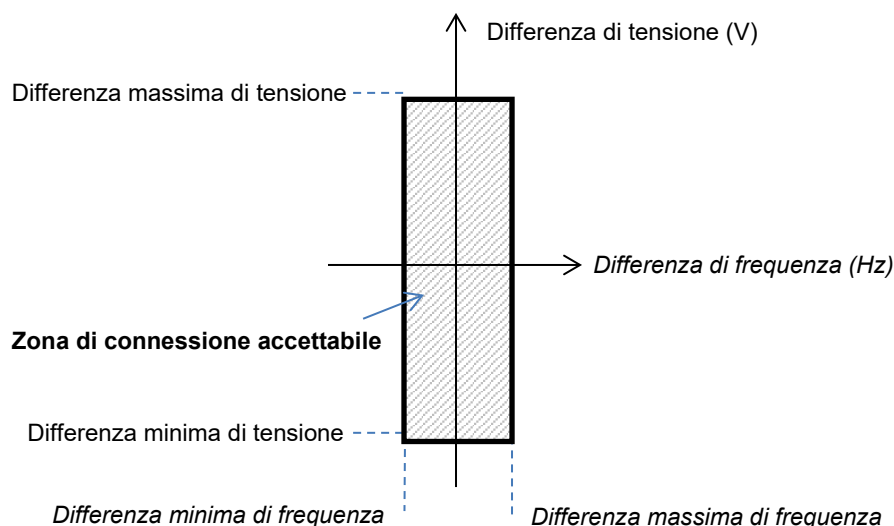 Differenza di tensione (V)
Differenza massima di tensione
Differenza di frequenza (Hz)
Zona di connessione accettabile
Differenza minima di tensione
Differenza minima di frequenza
Differenza massima di frequenza